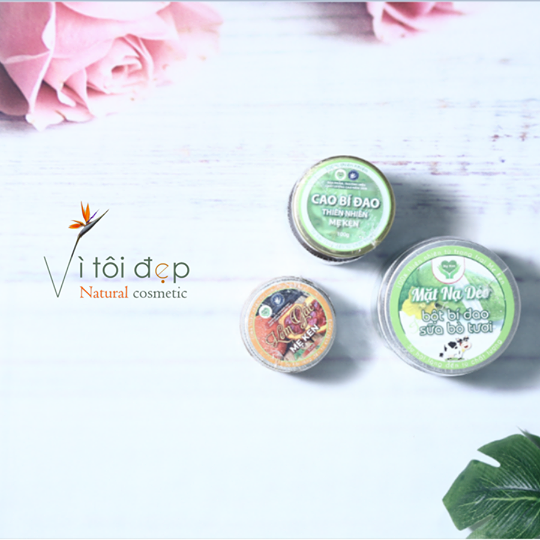 Vì tôi đẹp
Natural cosmetic
CAO BÍ ĐAO
THIÊN NHIÊN
MẸ KEN
Mặt Nạ Dẻo
bột bí đao
sữa bò tươi
MẸ KEN